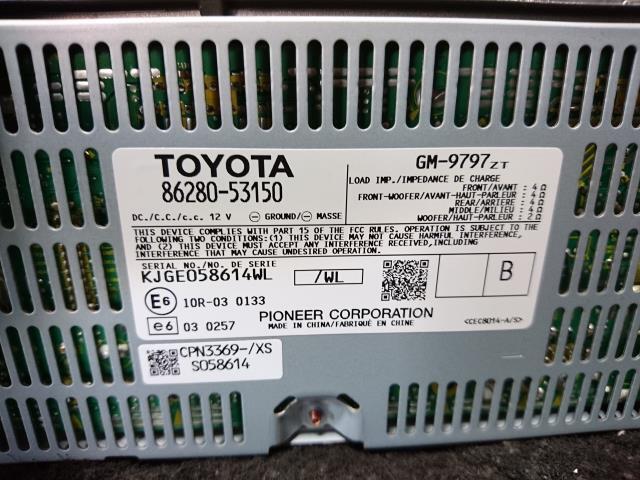 TOYOTA
86280-53150
DC./C.C./c.c. 12 V ⊖ GROUND/⊖ MASSE
GM-9797ZT
LOAD IMP./IMPEDANCE DE CHARGE
FRONT/AVANT : 4 Ω
FRONT-WOOFER/AVANT-HAUT-PARLEUR : 4 Ω
REAR/ARRIERE : 4 Ω
MIDDLE/MILIEU : 4 Ω
WOOFER/HAUT-PARLEUR : 2 Ω
THIS DEVICE COMPLIES WITH PART 15 OF THE FCC RULES. OPERATION IS SUBJECT TO THE
FOLLOWING TWO CONDITIONS:(1) THIS DEVICE MAY NOT CAUSE HARMFUL INTERFERENCE,
AND (2) THIS DEVICE MUST ACCEPT ANY INTERFERENCE RECEIVED,INCLUDING
INTERFERENCE THAT MAY CAUSE UNDESIRED OPERATION.
SERIAL NO./NO. DE SERIE
KJGE058614WL
/WL
B
E6 10R-03 0133
e6 03 0257
PIONEER CORPORATION
MADE IN CHINA/FABRIQUÉ EN CHINE
<CEC8014-A/S>
CPN3369-/XS
S058614